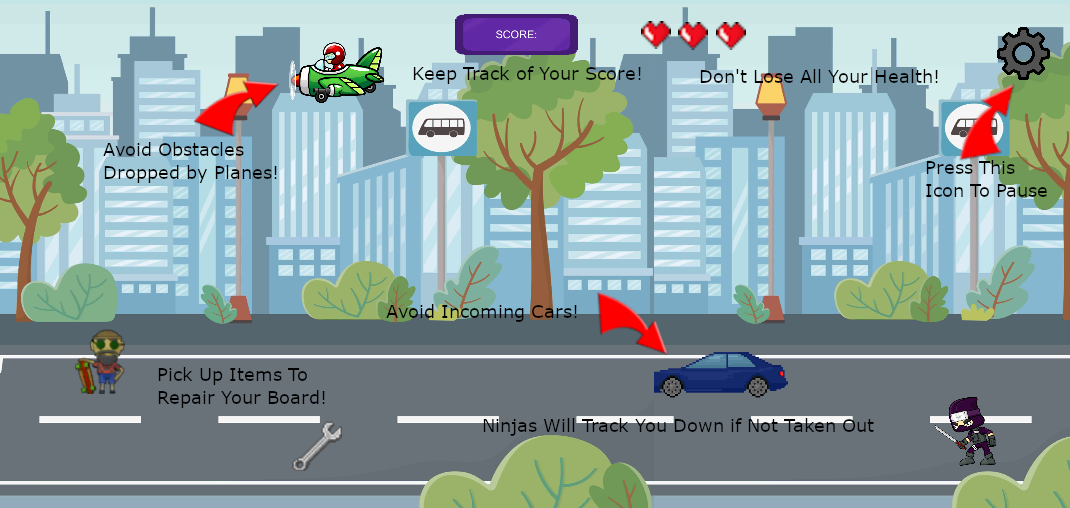 SCORE:
Keep Track of Your Score!
Don't Lose All Your Health!
Avoid Obstacles
Dropped by Planes!
Press This
Icon To Pause
Avoid Incoming Cars!
Pick Up Items To
Repair Your Board!
Ninjas Will Track You Down if Not Taken Out